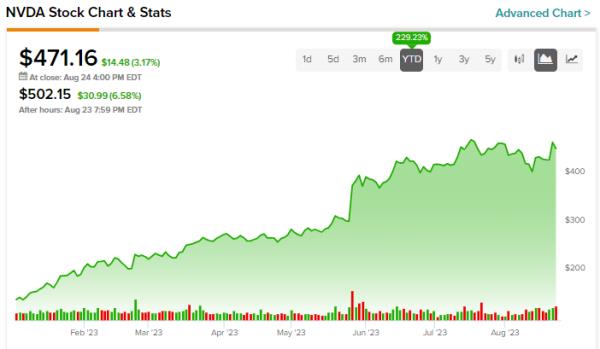 NVDA Stock Chart & Stats
Advanced Chart >
$471.16 $14.48 (3.17%)
At close: Aug 24 4:00 PM EDT
$502.15 $30.99 (6.58%)
After hours: Aug 23 7:59 PM EDT
229.23%
1d 5d 3m 6m YTD 1y 3y 5y
$400
$300
$200
Feb '23 Mar '23 Apr '23 May '23 Jun '23 Jul '23 Aug '23